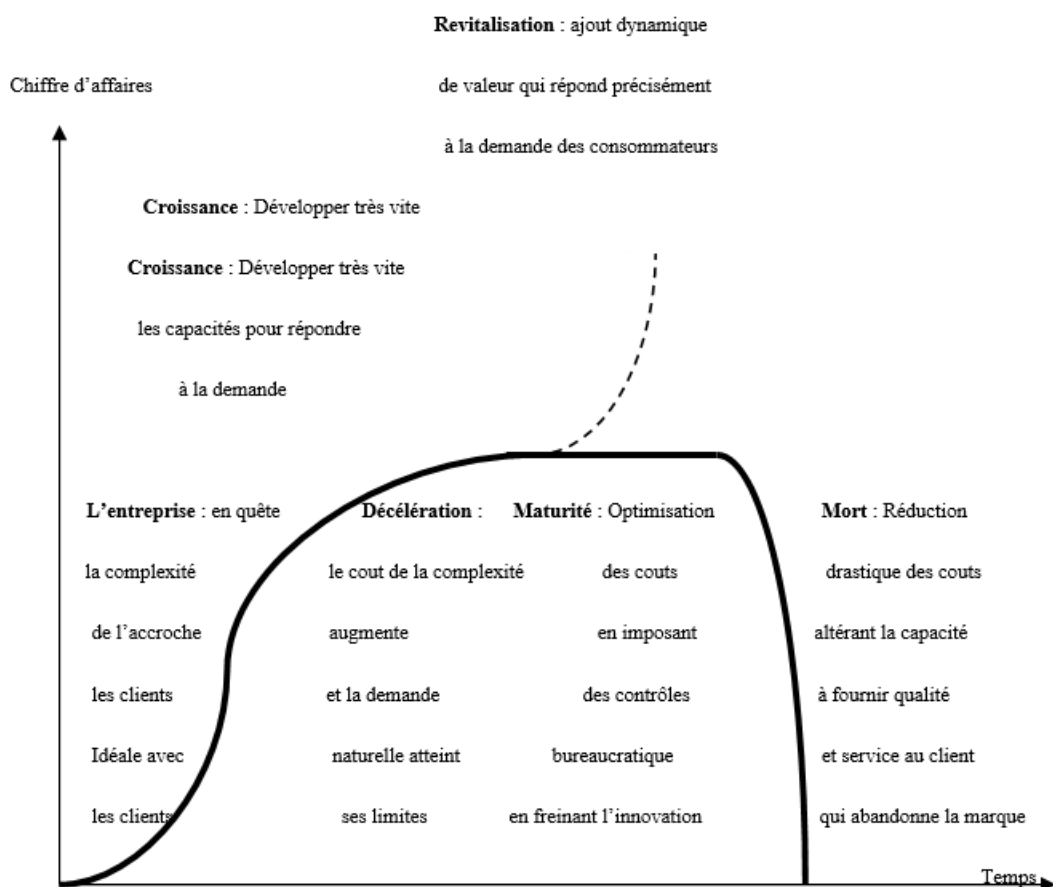 Revitalisation : ajout dynamique
Chiffre d’affaires
de valeur qui répond précisément
à la demande des consommateurs
Croissance : Développer très vite
Croissance : Développer très vite
les capacités pour répondre
à la demande
L’entreprise : en quête
la complexité
de l’accroche
les clients
Idéale avec
les clients
Décélération :
le cout de la complexité
augmente
et la demande
naturelle atteint
ses limites
Maturité : Optimisation
des couts
en imposant
des contrôles
bureaucratique
en freinant l’innovation
Mort : Réduction
drastique des couts
altérant la capacité
à fournir qualité
et service au client
qui abandonne la marque
Temps